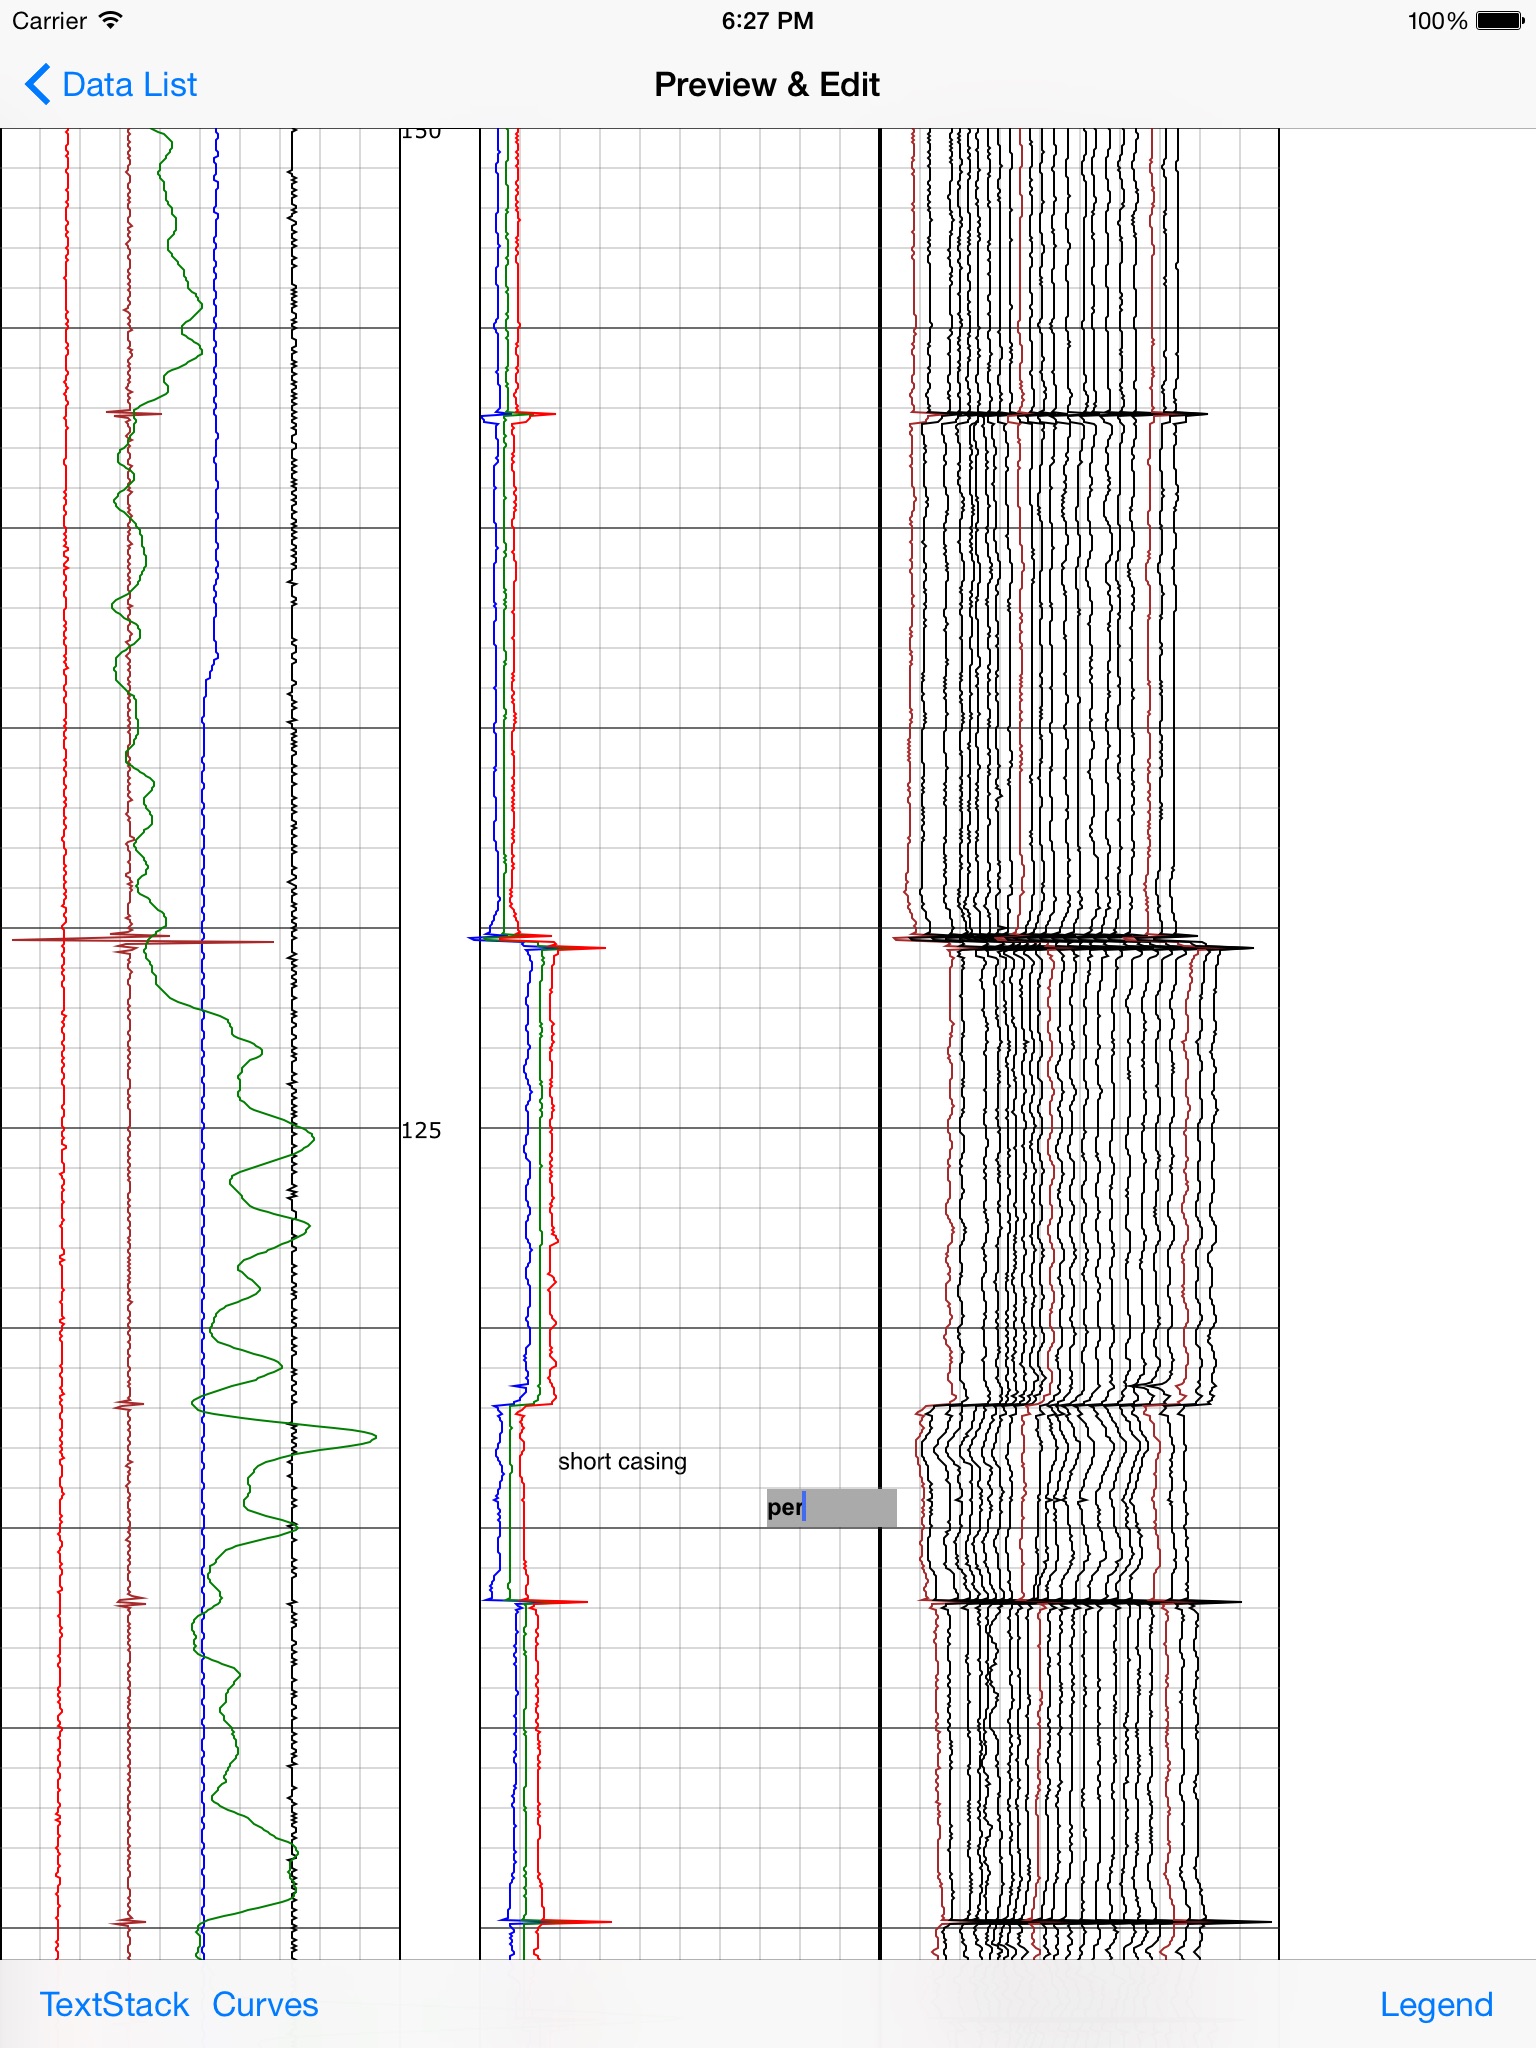 Carrier 6:27 PM 100%
Data List Preview & Edit
150
125
short casing
per
TextStack Curves Legend